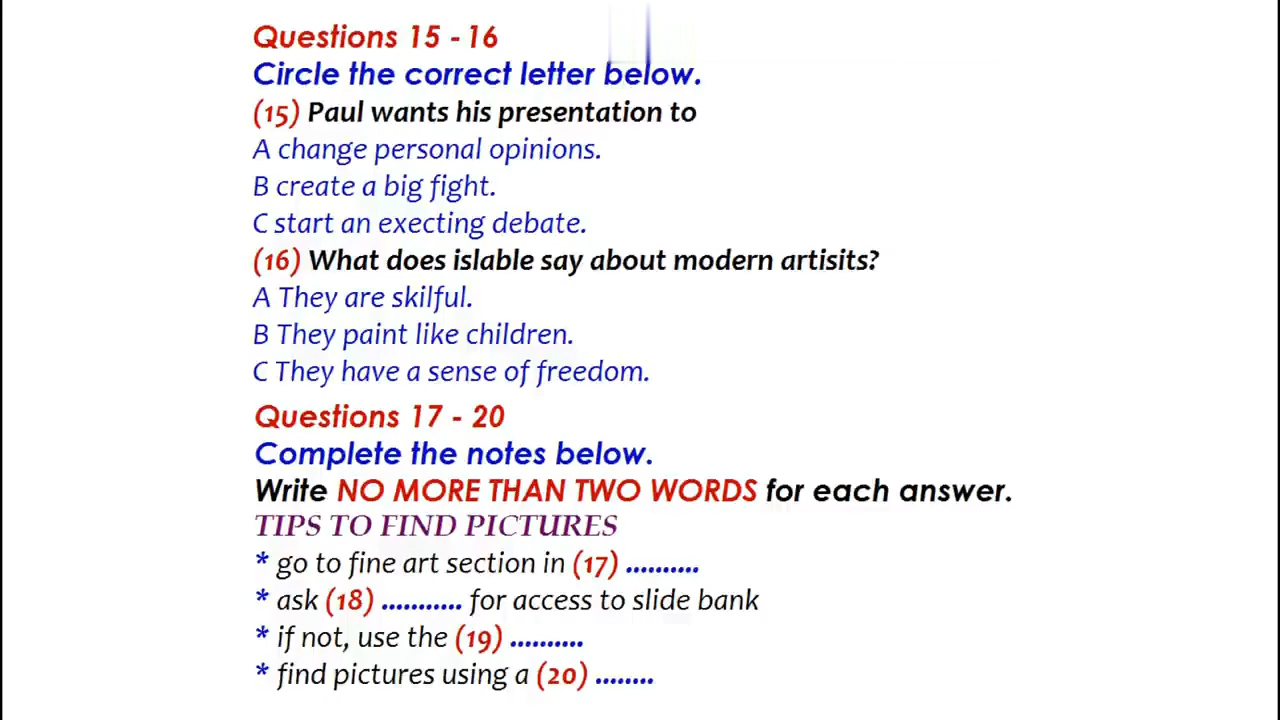 Questions 15 - 16
Circle the correct letter below.
(15) Paul wants his presentation to
A change personal opinions.
B create a big fight.
C start an execting debate.
(16) What does islable say about modern artisits?
A They are skilful.
B They paint like children.
C They have a sense of freedom.
Questions 17 - 20
Complete the notes below.
Write NO MORE THAN TWO WORDS for each answer.
TIPS TO FIND PICTURES
* go to fine art section in (17) ..........
* ask (18) ........... for access to slide bank
* if not, use the (19) ..........
* find pictures using a (20) ........